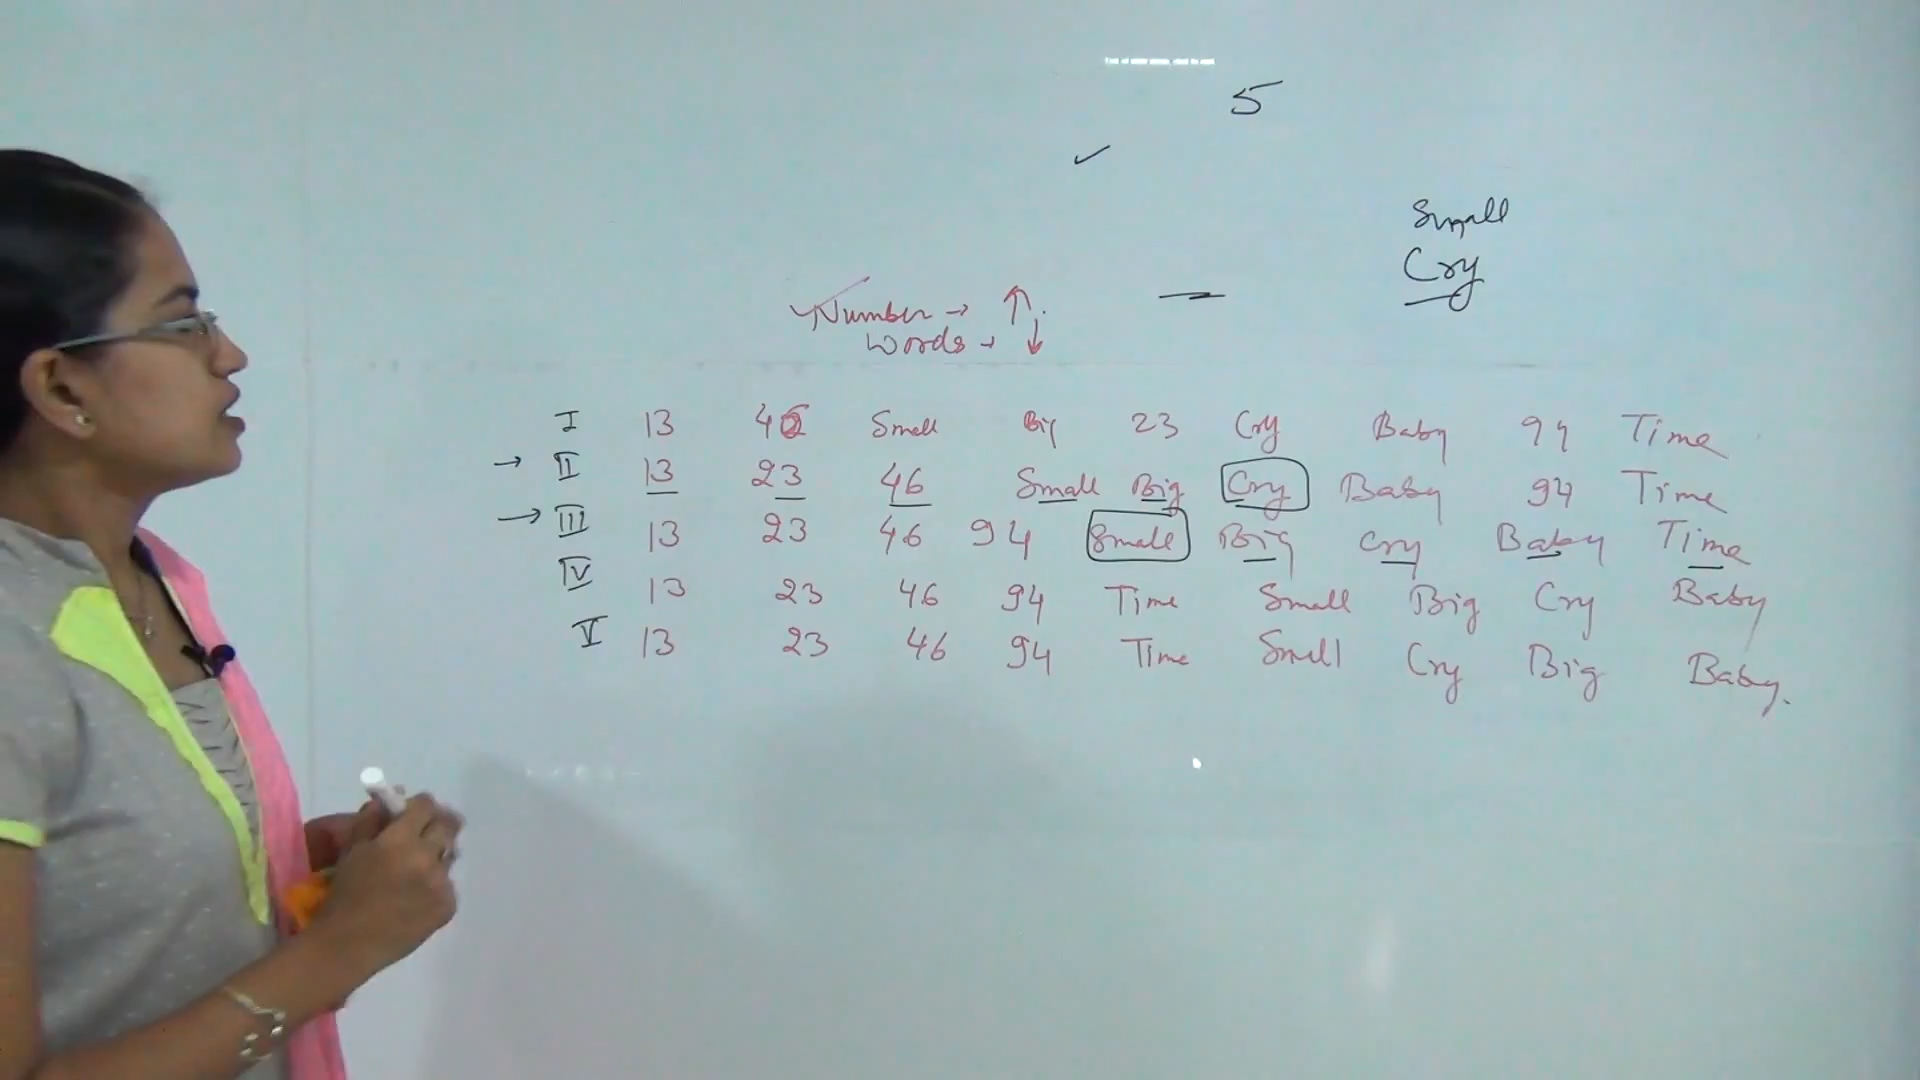 5
✓
Small
Cry
Number → ↑
Words → ↓
I 13 46 Small Big 23 Cry Baby 94 Time
→ II 13 23 46 Small Big Cry Baby 94 Time
→ III 13 23 46 94 Small Big Cry Baby Time
IV 13 23 46 94 Time Small Big Cry Baby
V 13 23 46 94 Time Small Cry Big Baby.